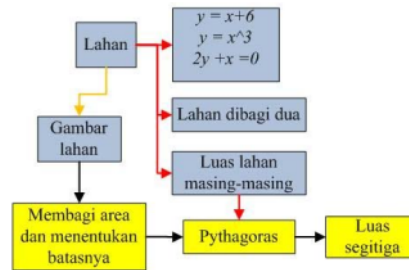 y = x+6
Lahan
y = x^3
2y +x =0
Lahan dibagi dua
Gambar
lahan
Luas lahan
masing-masing
Membagi area
dan menentukan
batasnya
Pythagoras
Luas
segitiga